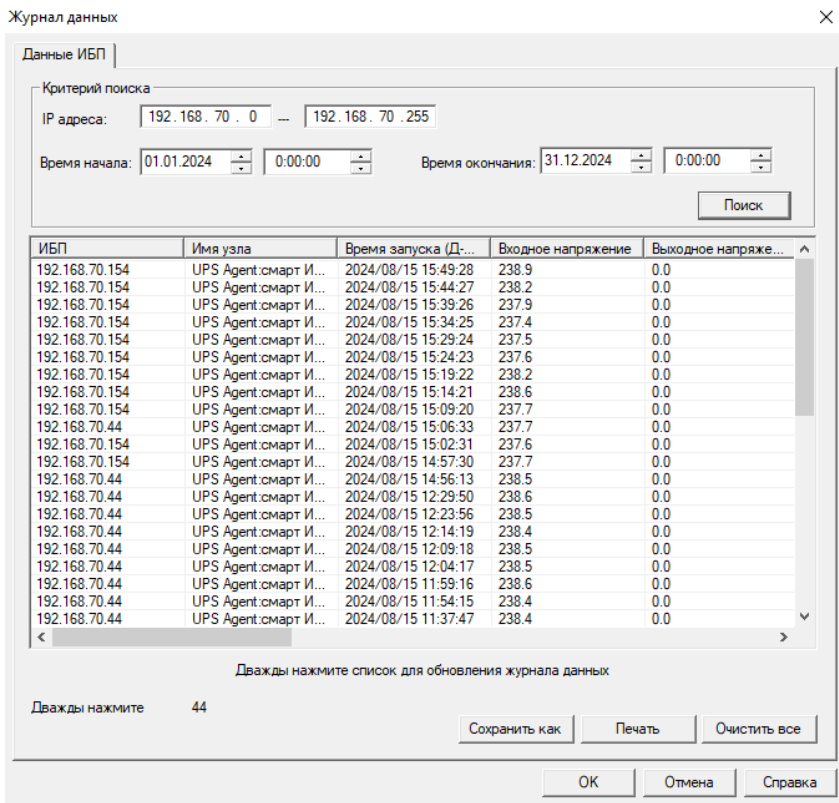 Журнал данных
Данные ИБП
Критерий поиска
IP адреса: 192.168. 70 . 0 --- 192.168. 70 .255
Время начала: 01.01.2024 0:00:00 Время окончания: 31.12.2024 0:00:00
Поиск
ИБП Имя узла Время запуска (Д-... Входное напряжение Выходное напряже...
192.168.70.154 UPS Agent:смарт И... 2024/08/15 15:49:28 238.9 0.0
192.168.70.154 UPS Agent:смарт И... 2024/08/15 15:44:27 238.2 0.0
192.168.70.154 UPS Agent:смарт И... 2024/08/15 15:39:26 237.9 0.0
192.168.70.154 UPS Agent:смарт И... 2024/08/15 15:34:25 237.4 0.0
192.168.70.154 UPS Agent:смарт И... 2024/08/15 15:29:24 237.5 0.0
192.168.70.154 UPS Agent:смарт И... 2024/08/15 15:24:23 237.6 0.0
192.168.70.154 UPS Agent:смарт И... 2024/08/15 15:19:22 238.2 0.0
192.168.70.154 UPS Agent:смарт И... 2024/08/15 15:14:21 238.6 0.0
192.168.70.154 UPS Agent:смарт И... 2024/08/15 15:09:20 237.7 0.0
192.168.70.44 UPS Agent:смарт И... 2024/08/15 15:06:33 237.7 0.0
192.168.70.154 UPS Agent:смарт И... 2024/08/15 15:02:31 237.6 0.0
192.168.70.154 UPS Agent:смарт И... 2024/08/15 14:57:30 237.7 0.0
192.168.70.44 UPS Agent:смарт И... 2024/08/15 14:56:13 238.5 0.0
192.168.70.44 UPS Agent:смарт И... 2024/08/15 12:29:50 238.6 0.0
192.168.70.44 UPS Agent:смарт И... 2024/08/15 12:23:56 238.5 0.0
192.168.70.44 UPS Agent:смарт И... 2024/08/15 12:14:19 238.4 0.0
192.168.70.44 UPS Agent:смарт И... 2024/08/15 12:09:18 238.5 0.0
192.168.70.44 UPS Agent:смарт И... 2024/08/15 12:04:17 238.5 0.0
192.168.70.44 UPS Agent:смарт И... 2024/08/15 11:59:16 238.6 0.0
192.168.70.44 UPS Agent:смарт И... 2024/08/15 11:54:15 238.4 0.0
192.168.70.44 UPS Agent:смарт И... 2024/08/15 11:37:47 238.4 0.0
Дважды нажмите список для обновления журнала данных
Дважды нажмите 44
Сохранить как Печать Очистить все
OK Отмена Справка